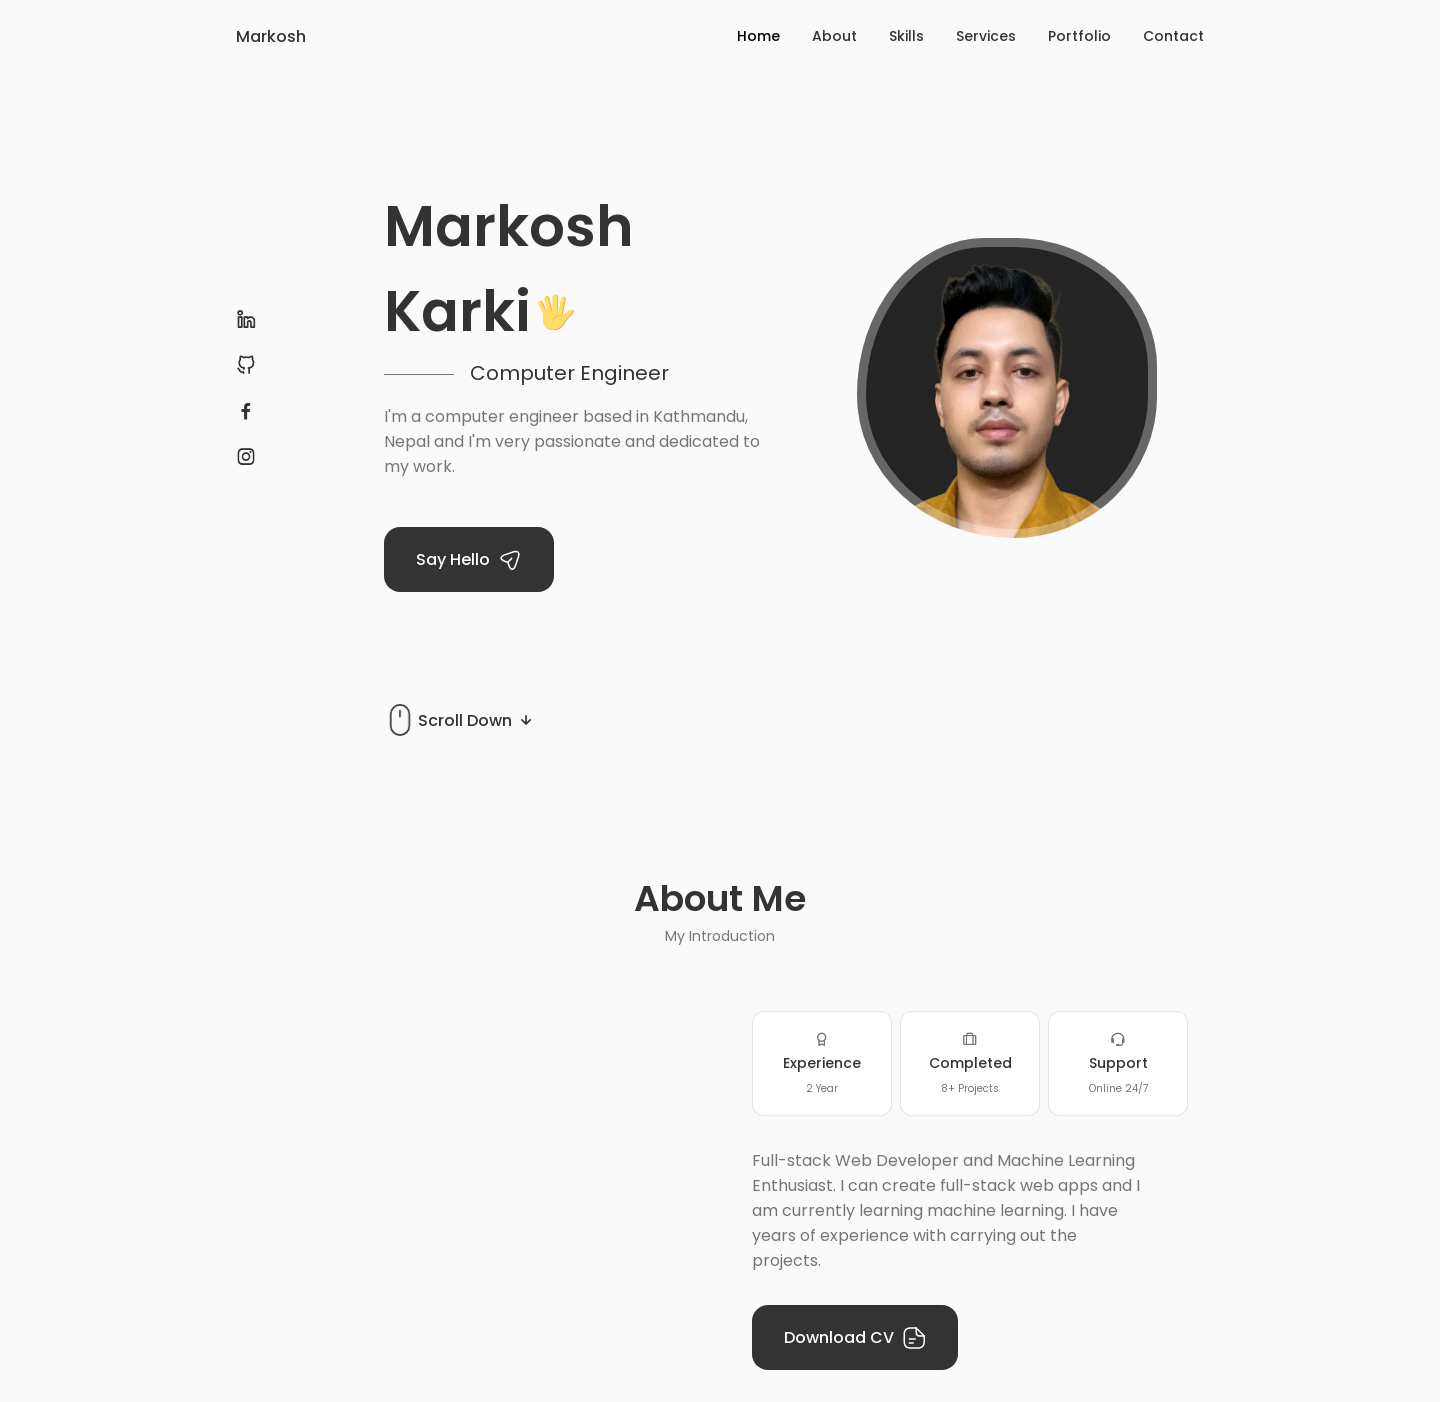 Markosh
Home
About
Skills
Services
Portfolio
Contact
Markosh
Karki🖐
Computer Engineer
I'm a computer engineer based in Kathmandu,
Nepal and I'm very passionate and dedicated to
my work.
Say Hello
Scroll Down
About Me
My Introduction
Experience
2 Year
Completed
8+ Projects
Support
Online 24/7
Full-stack Web Developer and Machine Learning
Enthusiast. I can create full-stack web apps and I
am currently learning machine learning. I have
years of experience with carrying out the
projects.
Download CV